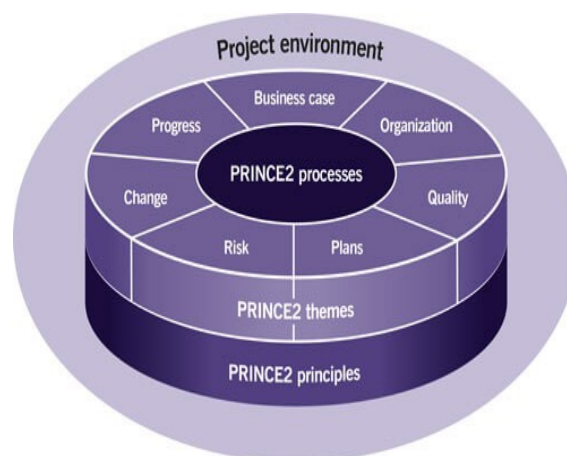 Project environment
Business case
Progress
Organization
PRINCE2 processes
Change
Quality
Risk
Plans
PRINCE2 themes
PRINCE2 principles